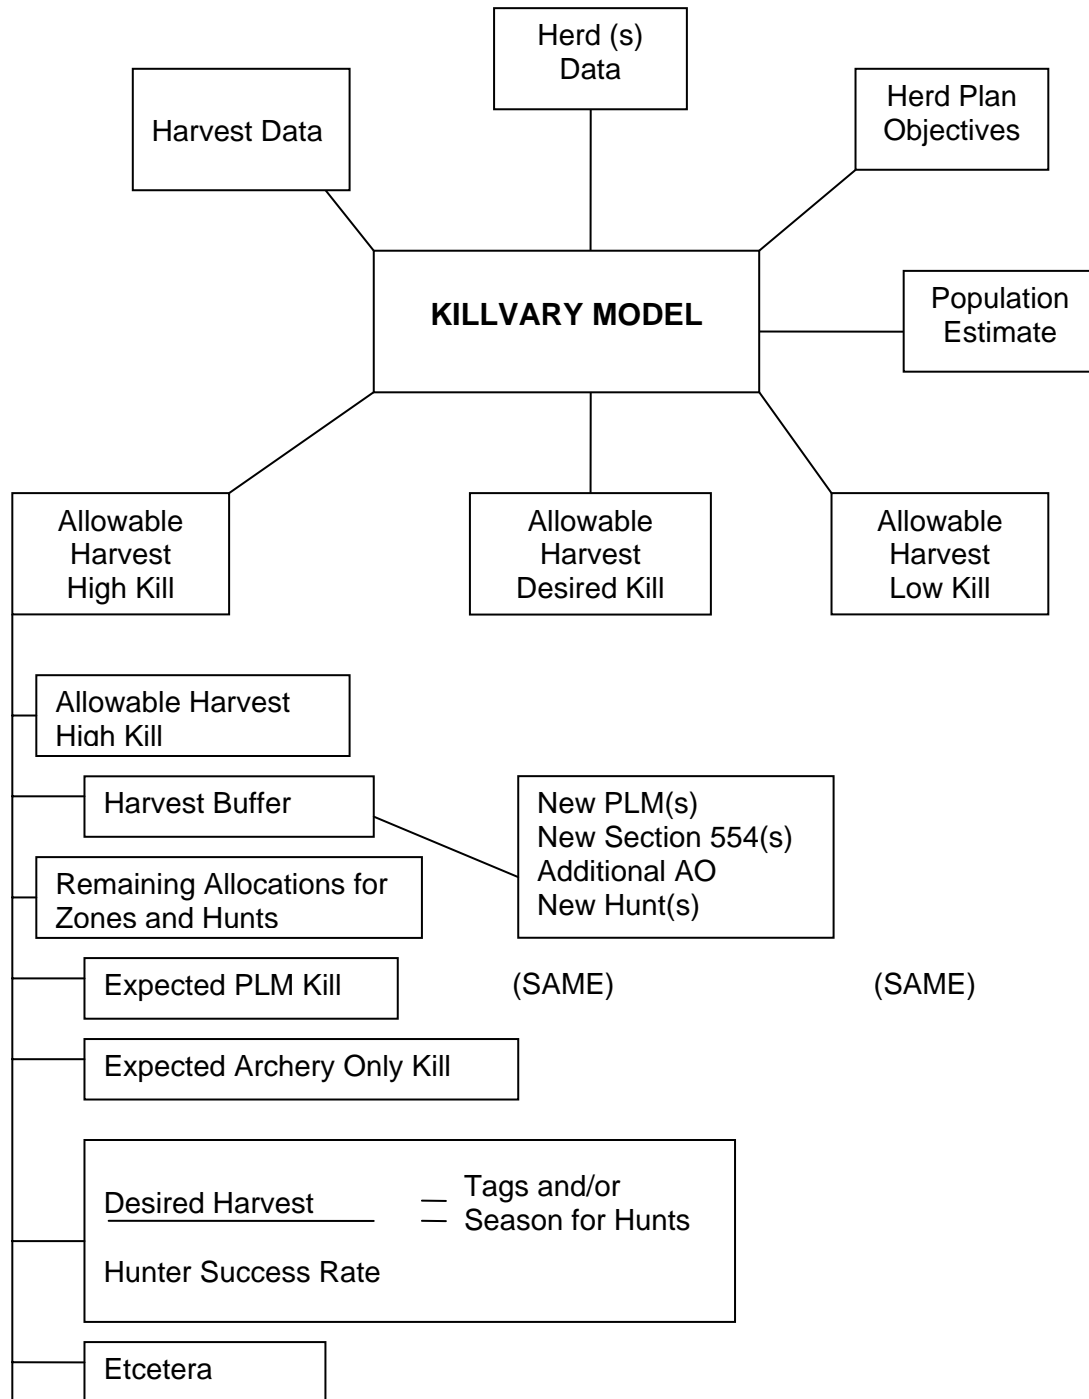 Herd (s)
Data
Harvest Data
Herd Plan
Objectives
KILLVARY MODEL
Population
Estimate
Allowable
Harvest
High Kill
Allowable
Harvest
Desired Kill
Allowable
Harvest
Low Kill
Allowable Harvest
High Kill
Harvest Buffer
New PLM(s)
New Section 554(s)
Additional AO
New Hunt(s)
Remaining Allocations for
Zones and Hunts
Expected PLM Kill
(SAME)
(SAME)
Expected Archery Only Kill
Desired Harvest
Hunter Success Rate
Tags and/or
Season for Hunts
Etcetera